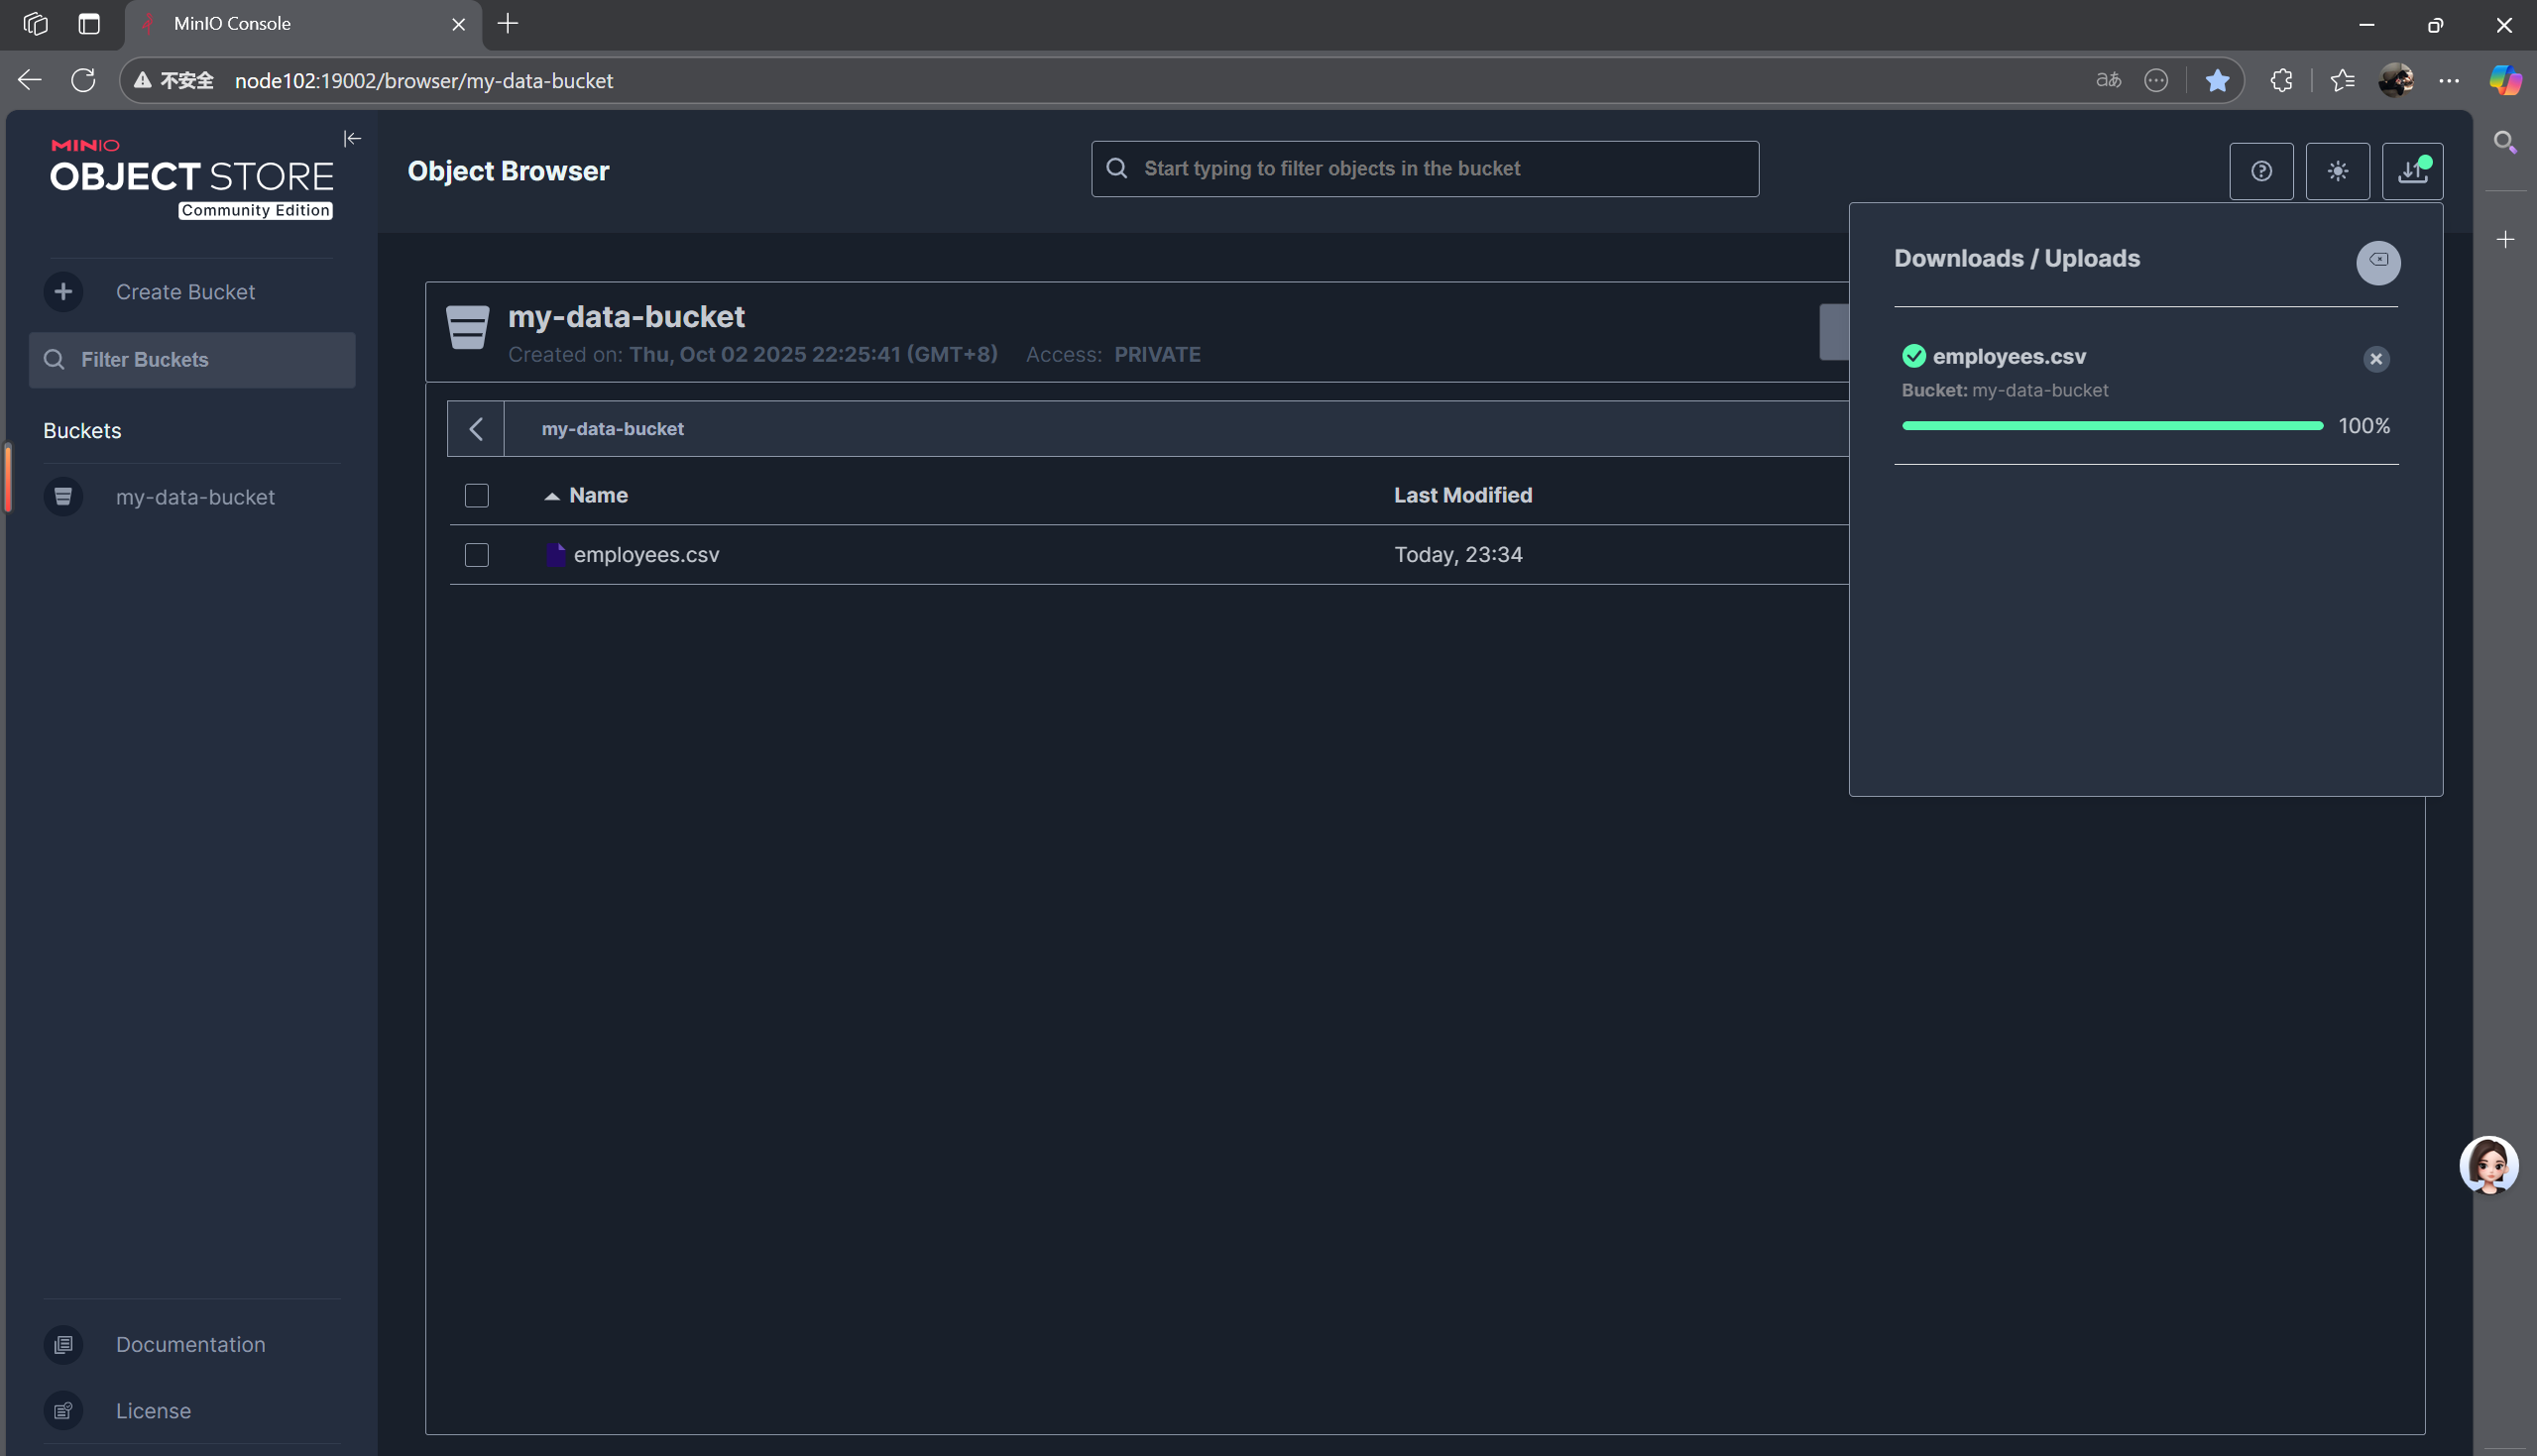 MinIO Console
不安全 node102:19002/browser/my-data-bucket
aあ
MINIO
OBJECT STORE
Community Edition
Create Bucket
Filter Buckets
Buckets
my-data-bucket
Documentation
License
Object Browser
Start typing to filter objects in the bucket
my-data-bucket
Created on: Thu, Oct 02 2025 22:25:41 (GMT+8) Access: PRIVATE
my-data-bucket
Name Last Modified
employees.csv Today, 23:34
Downloads / Uploads
employees.csv
Bucket: my-data-bucket
100%